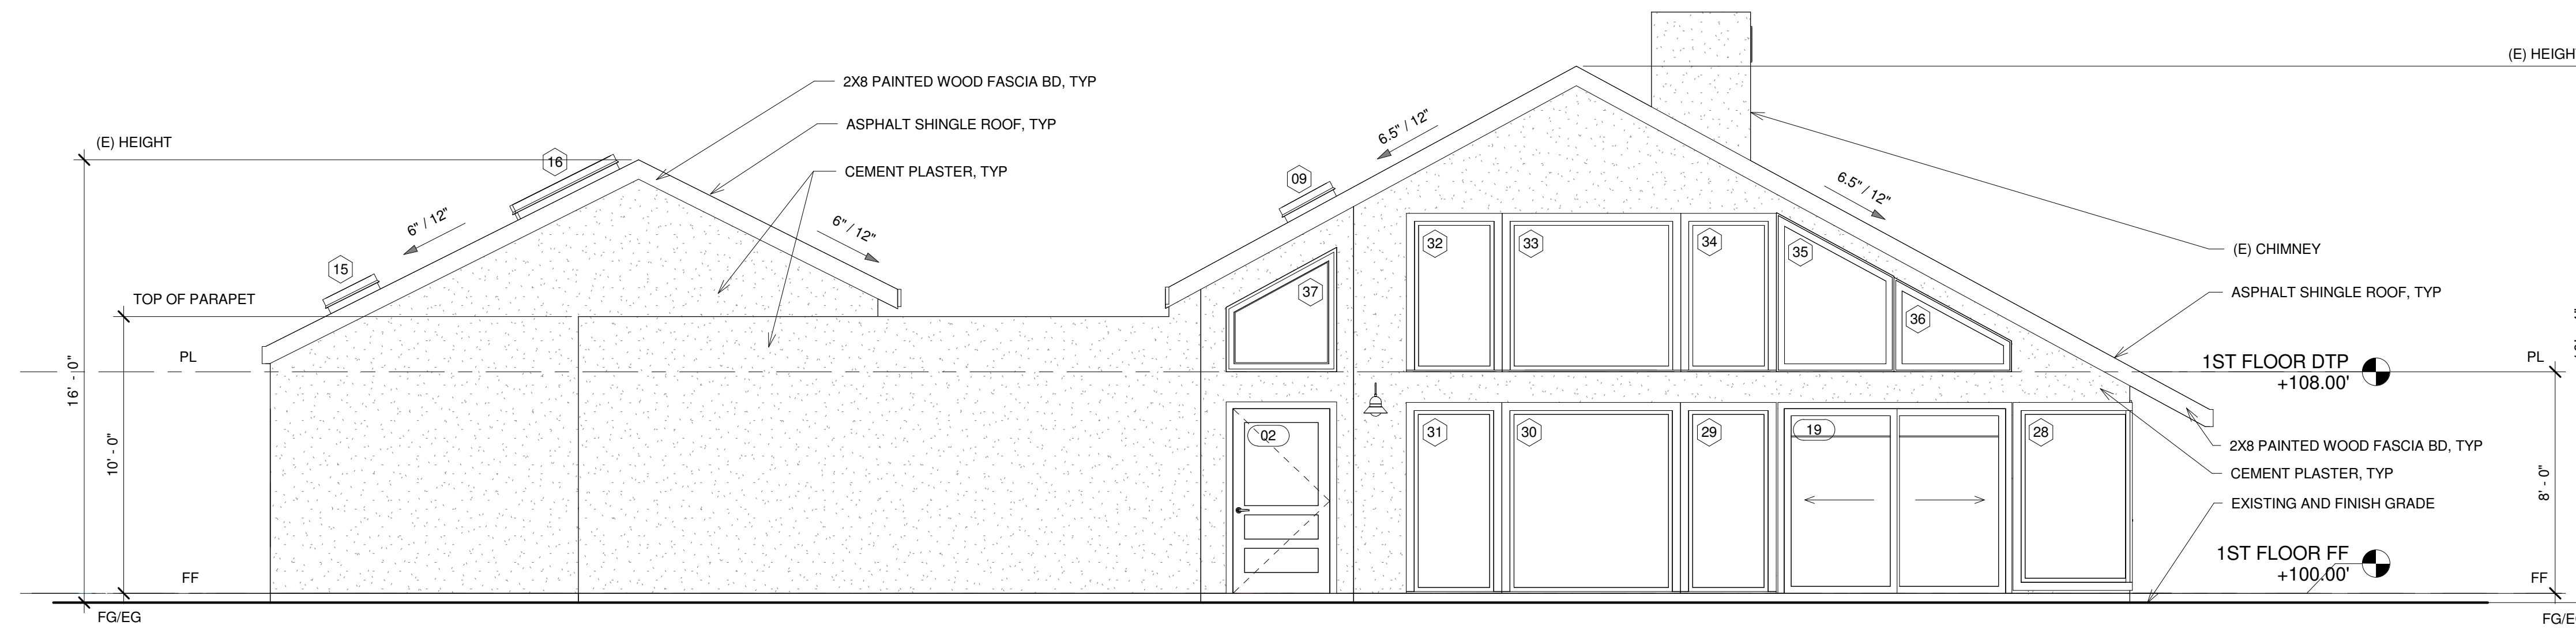 (E) HEIGH
2X8 PAINTED WOOD FASCIA BD, TYP
ASPHALT SHINGLE ROOF, TYP
6.5" / 12"
(E) HEIGHT
16
CEMENT PLASTER, TYP
09
6.5" / 12"
6" / 12"
6" / 12"
32
33
34
35
(E) CHIMNEY
15
37
ASPHALT SHINGLE ROOF, TYP
TOP OF PARAPET
36
PL
1ST FLOOR DTP
+108.00'
PL
16' - 0"
10' - 0"
02
31
30
29
19
28
2X8 PAINTED WOOD FASCIA BD, TYP
CEMENT PLASTER, TYP
8' - 0"
EXISTING AND FINISH GRADE
1ST FLOOR FF
+100.00'
FF
FF
FG/EG
FG/E